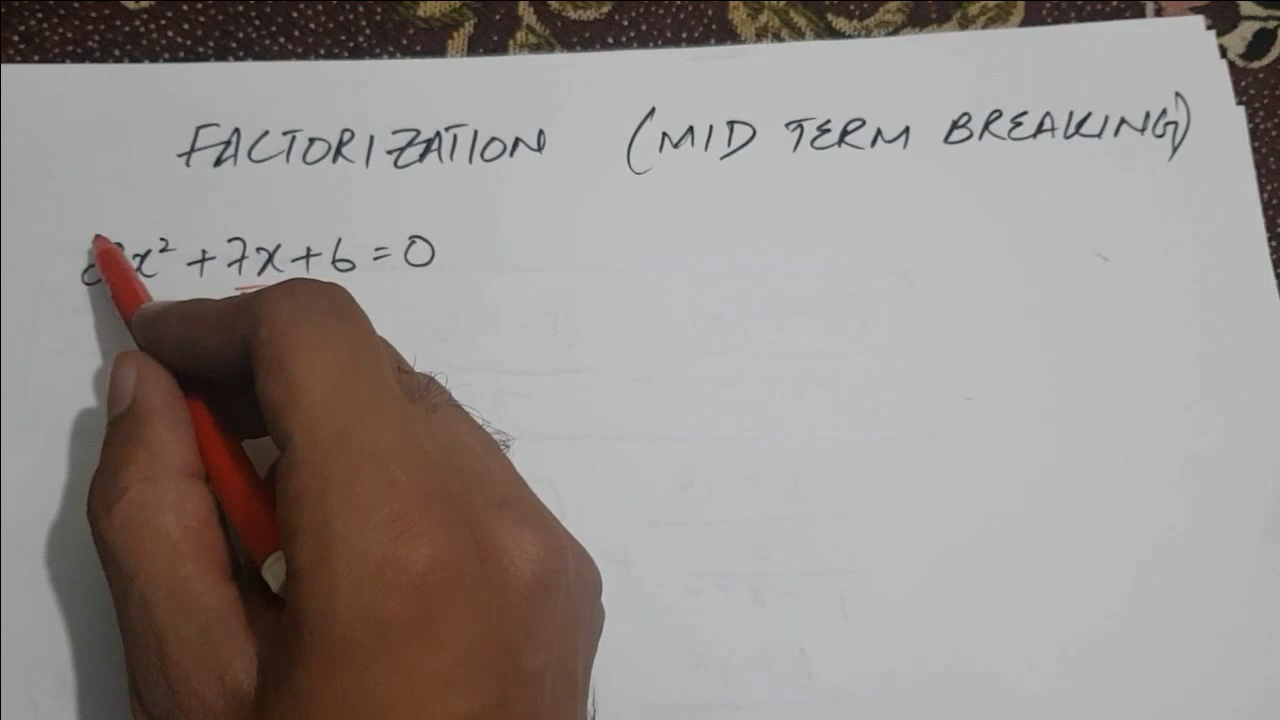 FACTORIZATION (MID TERM BREAKING)
x² + 7x + 6 = 0